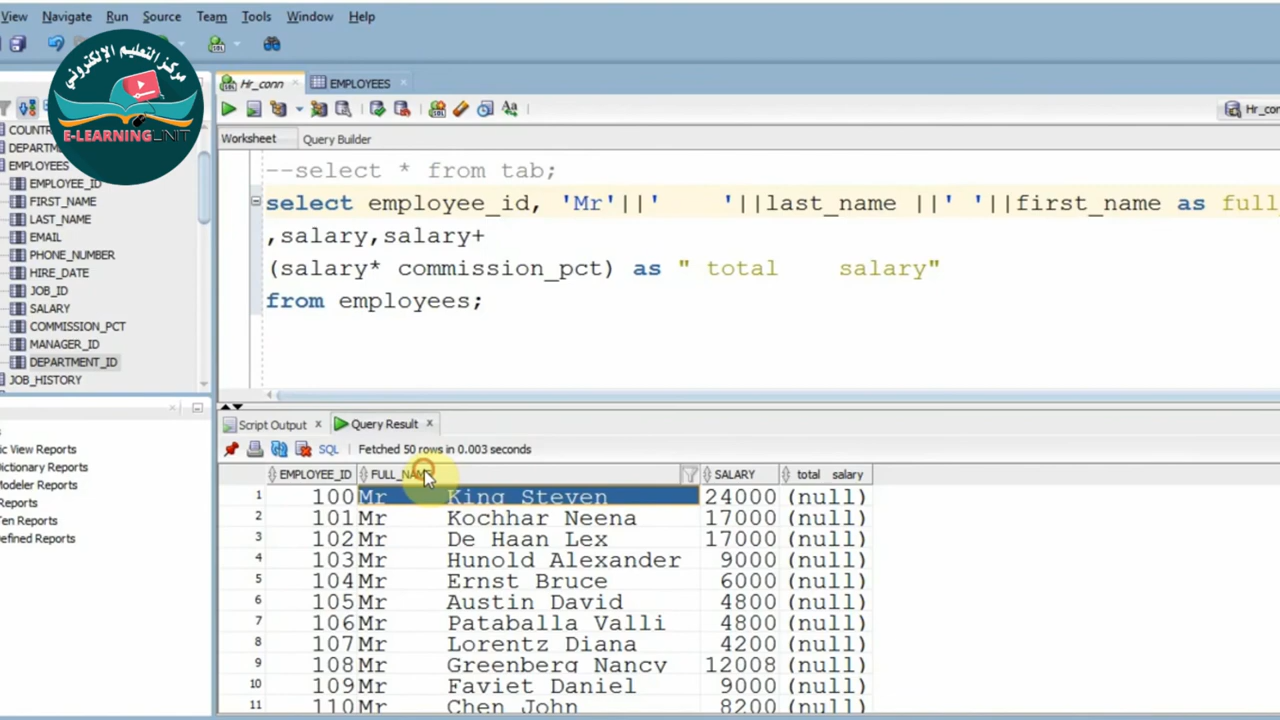 View Navigate Run Source Team Tools Window Help
مركز التعليم الإلكتروني
E-LEARNING UNIT
Hr_conn
EMPLOYEES
Worksheet
Query Builder
--select * from tab;
select employee_id, 'Mr'||'    '||last_name ||' '||first_name as full
,salary,salary+
(salary* commission_pct) as " total    salary"
from employees;
COUNTR
DEPARTM
EMPLOYEES
EMPLOYEE_ID
FIRST_NAME
LAST_NAME
EMAIL
PHONE_NUMBER
HIRE_DATE
JOB_ID
SALARY
COMMISSION_PCT
MANAGER_ID
DEPARTMENT_ID
JOB_HISTORY
ic View Reports
Dictionary Reports
Modeler Reports
Reports
Ten Reports
efined Reports
Script Output
Query Result
SQL | Fetched 50 rows in 0.003 seconds
EMPLOYEE_ID FULL_NAME SALARY total salary
1 100 Mr King Steven 24000 (null)
2 101 Mr Kochhar Neena 17000 (null)
3 102 Mr De Haan Lex 17000 (null)
4 103 Mr Hunold Alexander 9000 (null)
5 104 Mr Ernst Bruce 6000 (null)
6 105 Mr Austin David 4800 (null)
7 106 Mr Pataballa Valli 4800 (null)
8 107 Mr Lorentz Diana 4200 (null)
9 108 Mr Greenberg Nancy 12008 (null)
10 109 Mr Faviet Daniel 9000 (null)
11 110 Mr Chen John 8200 (null)